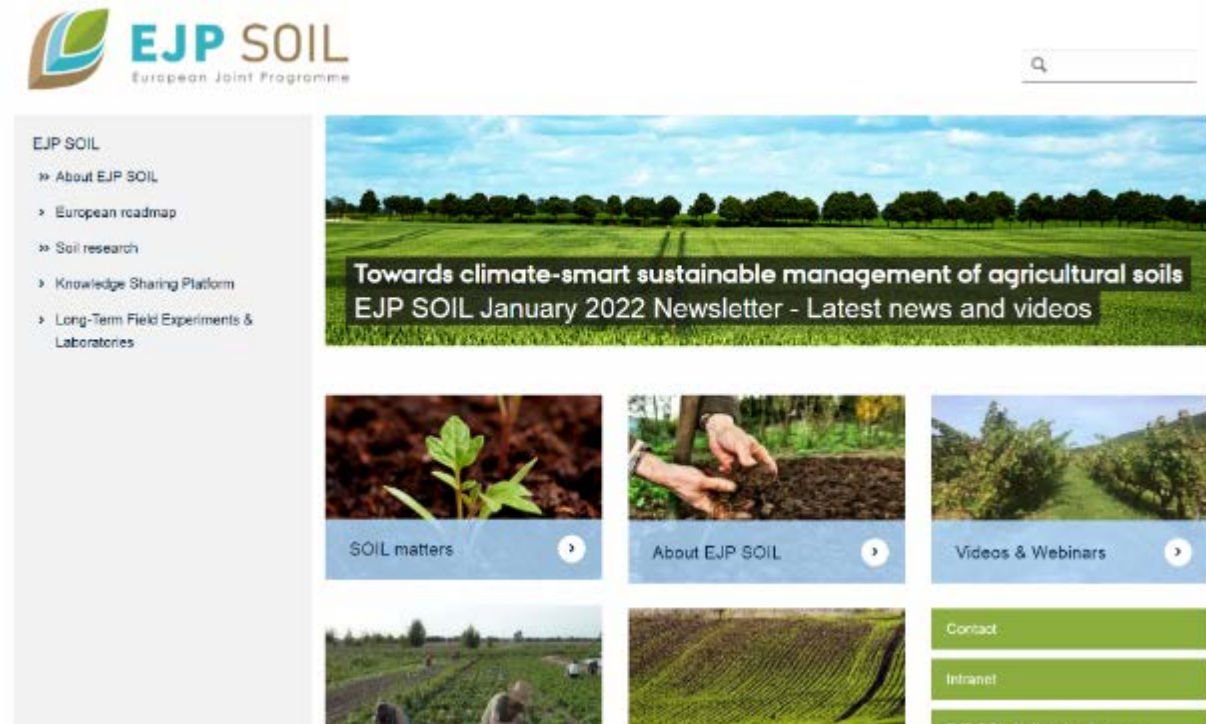 EJP SOIL
European Joint Programme
EJP SOIL
» About EJP SOIL
› European roadmap
» Soil research
› Knowledge Sharing Platform
› Long-Term Field Experiments &
Laboratories
Towards climate-smart sustainable management of agricultural soils
EJP SOIL January 2022 Newsletter - Latest news and videos
SOIL matters
About EJP SOIL
Videos & Webinars
Contact
Intranet